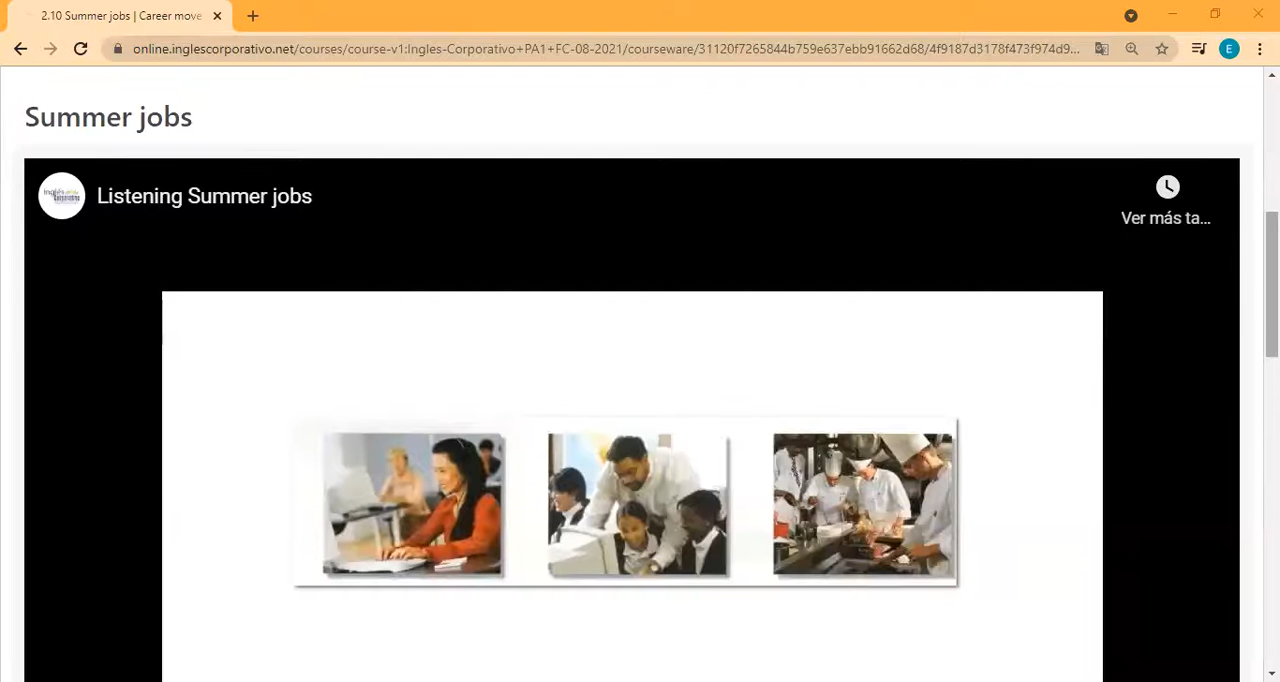 2.10 Summer jobs | Career move
online.inglescorporativo.net/courses/course-v1:Ingles-Corporativo+PA1+FC-08-2021/courseware/31120f7265844b759e637ebb91662d68/4f9187d3178f473f974d9...
E
Summer jobs
Listening Summer jobs
Ver más ta...